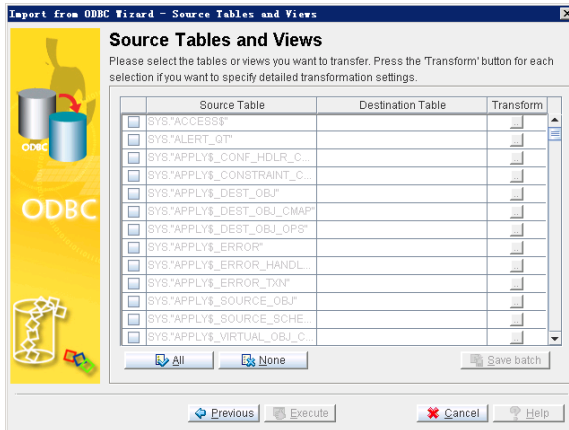 Import from ODBC Wizard - Source Tables and Views
Source Tables and Views
Please select the tables or views you want to transfer. Press the 'Transform' button for each
selection if you want to specify detailed transformation settings.
Source Table Destination Table Transform
SYS."ACCESS$" ..
SYS."ALERT_QT" ..
SYS."APPLY$_CONF_HDLR_C... ..
SYS."APPLY$_CONSTRAINT_C... ..
SYS."APPLY$_DEST_OBJ" ..
SYS."APPLY$_DEST_OBJ_CMAP" ..
SYS."APPLY$_DEST_OBJ_OPS" ..
SYS."APPLY$_ERROR" ..
SYS."APPLY$_ERROR_HANDL... ..
SYS."APPLY$_ERROR_TXN" ..
SYS."APPLY$_SOURCE_OBJ" ..
SYS."APPLY$_SOURCE_SCHE... ..
SYS."APPLY$_VIRTUAL_OBJ_C... ..
ODBC
ODBC
All None Save batch
Previous Execute Cancel Help